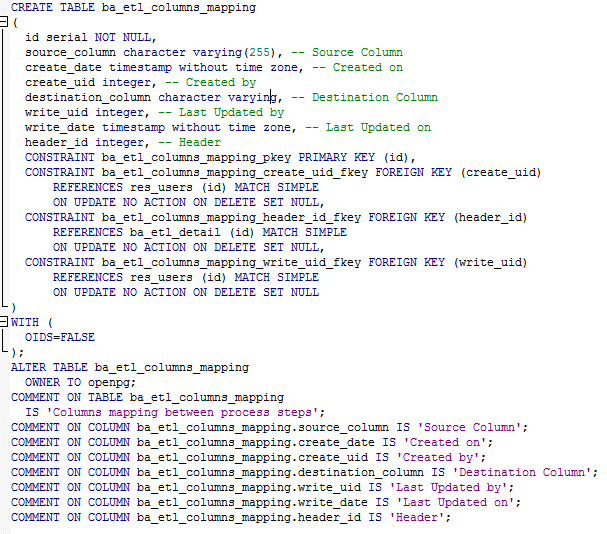 CREATE TABLE ba_etl_columns_mapping
(
  id serial NOT NULL,
  source_column character varying(255), -- Source Column
  create_date timestamp without time zone, -- Created on
  create_uid integer, -- Created by
  destination_column character varying, -- Destination Column
  write_uid integer, -- Last Updated by
  write_date timestamp without time zone, -- Last Updated on
  header_id integer, -- Header
  CONSTRAINT ba_etl_columns_mapping_pkey PRIMARY KEY (id),
  CONSTRAINT ba_etl_columns_mapping_create_uid_fkey FOREIGN KEY (create_uid)
      REFERENCES res_users (id) MATCH SIMPLE
      ON UPDATE NO ACTION ON DELETE SET NULL,
  CONSTRAINT ba_etl_columns_mapping_header_id_fkey FOREIGN KEY (header_id)
      REFERENCES ba_etl_detail (id) MATCH SIMPLE
      ON UPDATE NO ACTION ON DELETE SET NULL,
  CONSTRAINT ba_etl_columns_mapping_write_uid_fkey FOREIGN KEY (write_uid)
      REFERENCES res_users (id) MATCH SIMPLE
      ON UPDATE NO ACTION ON DELETE SET NULL
)
WITH (
  OIDS=FALSE
);
ALTER TABLE ba_etl_columns_mapping
  OWNER TO openpg;
COMMENT ON TABLE ba_etl_columns_mapping
  IS 'Columns mapping between process steps';
COMMENT ON COLUMN ba_etl_columns_mapping.source_column IS 'Source Column';
COMMENT ON COLUMN ba_etl_columns_mapping.create_date IS 'Created on';
COMMENT ON COLUMN ba_etl_columns_mapping.create_uid IS 'Created by';
COMMENT ON COLUMN ba_etl_columns_mapping.destination_column IS 'Destination Column';
COMMENT ON COLUMN ba_etl_columns_mapping.write_uid IS 'Last Updated by';
COMMENT ON COLUMN ba_etl_columns_mapping.write_date IS 'Last Updated on';
COMMENT ON COLUMN ba_etl_columns_mapping.header_id IS 'Header';